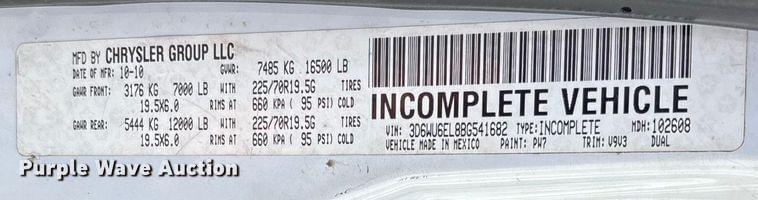 MFD BY CHRYSLER GROUP LLC
DATE OF MFR: 10-10 GVWR: 7485 KG 16500 LB
GAWR FRONT: 3176 KG 7000 LB WITH 225/70R19.5G TIRES
19.5X6.0 RIMS AT 660 KPA ( 95 PSI) COLD
GAWR REAR: 5444 KG 12000 LB WITH 225/70R19.5G TIRES
19.5X6.0 RIMS AT 660 KPA ( 95 PSI) COLD
INCOMPLETE VEHICLE
VIN: 3D6WU6EL8BG541682 TYPE: INCOMPLETE MDH: 102608
VEHICLE MADE IN MEXICO PAINT: PW7 TRIM: V9V3 DUAL
Purple Wave Auction